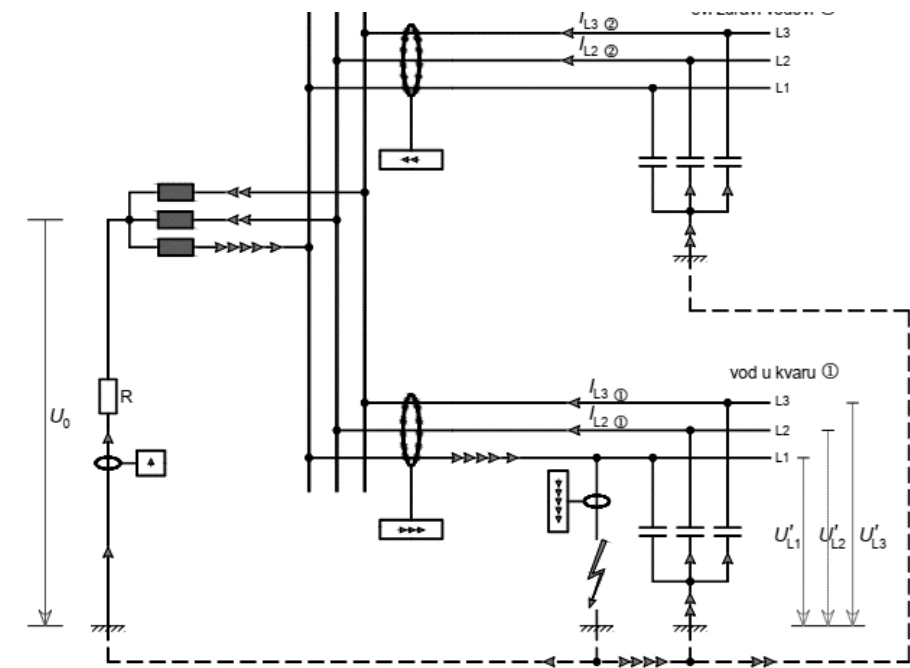 I_L3 ②
L3
I_L2 ②
L2
L1
R
U_0
vod u kvaru ①
I_L3 ①
L3
I_L2 ①
L2
L1
U′_L1
U′_L2
U′_L3